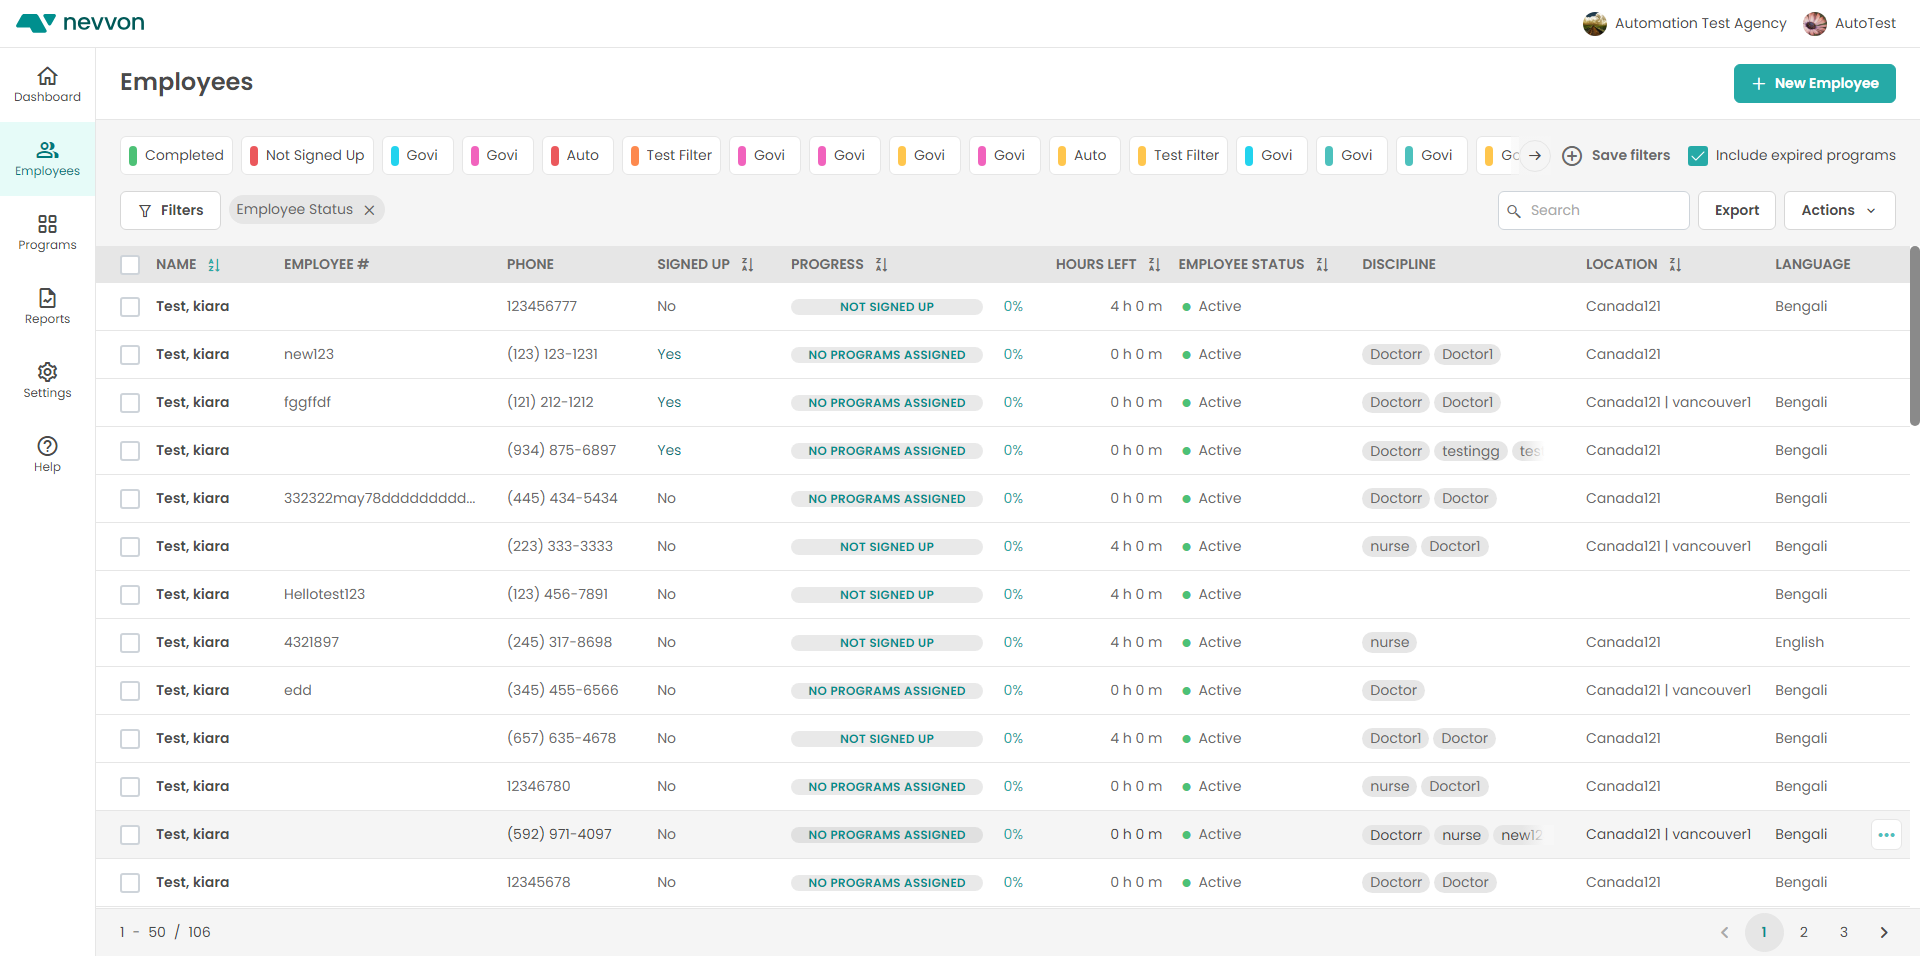 nevvon
Automation Test Agency AutoTest
Dashboard
Employees
Programs
Reports
Settings
Help
Employees
New Employee
Completed Not Signed Up Govi Govi Auto Test Filter Govi Govi Govi Govi Auto Test Filter Govi Govi Govi Save filters Include expired programs
Filters Employee Status Search Export Actions
NAME EMPLOYEE # PHONE SIGNED UP PROGRESS HOURS LEFT EMPLOYEE STATUS DISCIPLINE LOCATION LANGUAGE
Test, kiara 123456777 No NOT SIGNED UP 0% 4 h 0 m Active Canada121 Bengali
Test, kiara new123 (123) 123-1231 Yes NO PROGRAMS ASSIGNED 0% 0 h 0 m Active Doctorr Doctor1 Canada121
Test, kiara fggffdf (121) 212-1212 Yes NO PROGRAMS ASSIGNED 0% 0 h 0 m Active Doctorr Doctor1 Canada121 | vancouver1 Bengali
Test, kiara (934) 875-6897 Yes NO PROGRAMS ASSIGNED 0% 0 h 0 m Active Doctorr testingg Canada121 Bengali
Test, kiara 332322may78dddddddddd... (445) 434-5434 No NO PROGRAMS ASSIGNED 0% 0 h 0 m Active Doctorr Doctor Canada121 Bengali
Test, kiara (223) 333-3333 No NOT SIGNED UP 0% 4 h 0 m Active nurse Doctor1 Canada121 | vancouver1 Bengali
Test, kiara Hellotest123 (123) 456-7891 No NOT SIGNED UP 0% 4 h 0 m Active Bengali
Test, kiara 4321897 (245) 317-8698 No NOT SIGNED UP 0% 4 h 0 m Active nurse Canada121 English
Test, kiara edd (345) 455-6566 No NO PROGRAMS ASSIGNED 0% 0 h 0 m Active Doctor Canada121 | vancouver1 Bengali
Test, kiara (657) 635-4678 No NOT SIGNED UP 0% 4 h 0 m Active Doctor1 Doctor Canada121 Bengali
Test, kiara 12346780 No NO PROGRAMS ASSIGNED 0% 0 h 0 m Active nurse Doctor1 Canada121 Bengali
Test, kiara (592) 971-4097 No NO PROGRAMS ASSIGNED 0% 0 h 0 m Active Doctorr nurse new12 Canada121 | vancouver1 Bengali
Test, kiara 12345678 No NO PROGRAMS ASSIGNED 0% 0 h 0 m Active Doctorr Doctor Canada121 Bengali
1 - 50 / 106 1 2 3